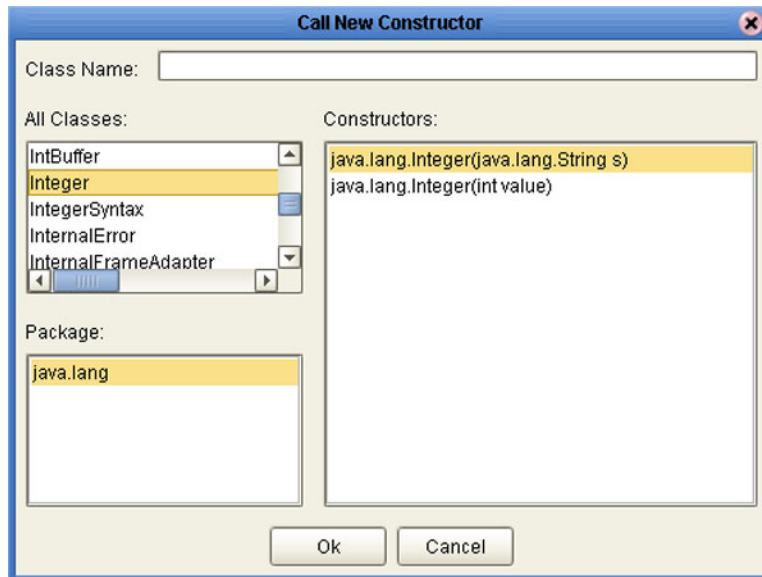 Call New Constructor
Class Name:
All Classes:
IntBuffer
Integer
IntegerSyntax
InternalError
InternalFrameAdapter
Package:
java.lang
Constructors:
java.lang.Integer(java.lang.String s)
java.lang.Integer(int value)
Ok
Cancel